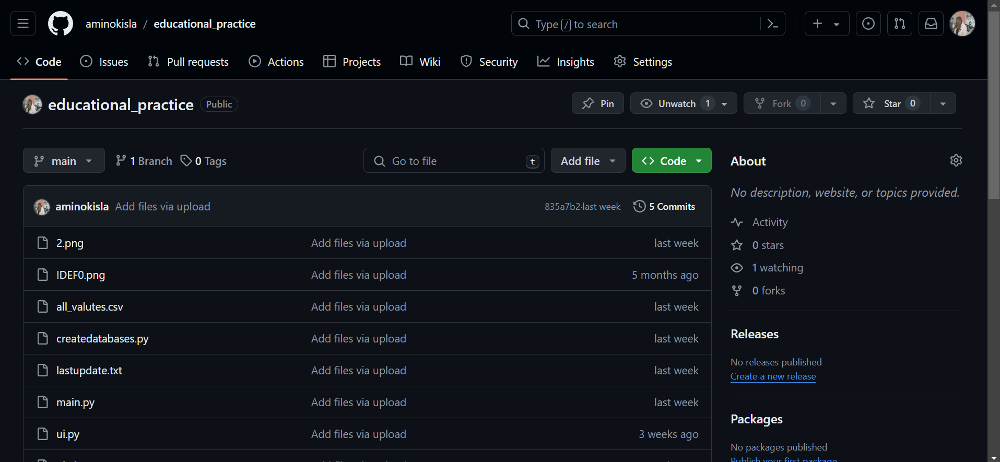 aminokisla / educational_practice
Type / to search
Code Issues Pull requests Actions Projects Wiki Security Insights Settings
educational_practice Public
Pin Unwatch 1 Fork 0 Star 0
main 1 Branch 0 Tags Go to file t Add file Code
aminokisla Add files via upload 835a7b2·last week 5 Commits
2.png Add files via upload last week
IDEF0.png Add files via upload 5 months ago
all_valutes.csv Add files via upload last week
createdatabases.py Add files via upload last week
lastupdate.txt Add files via upload last week
main.py Add files via upload last week
ui.py Add files via upload 3 weeks ago
About
No description, website, or topics provided.
Activity
0 stars
1 watching
0 forks
Releases
No releases published
Create a new release
Packages
No packages published
Publish your first package